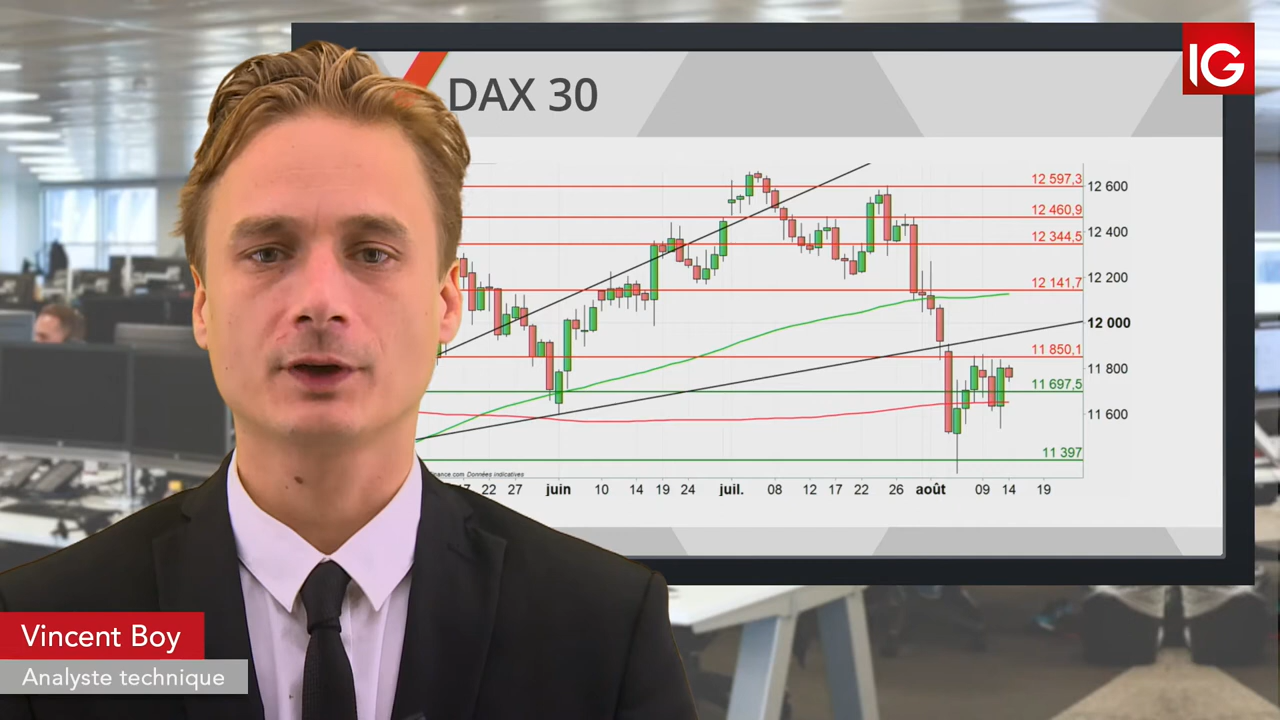 IG
DAX 30
12 597,3
12 600
12 460,9
12 400
12 344,5
12 200
12 141,7
12 000
11 850,1
11 800
11 697,5
11 600
11 397
Données indicatives
22 27 juin 10 14 19 24 juil. 08 12 17 22 26 août 09 14 19
Vincent Boy
Analyste technique